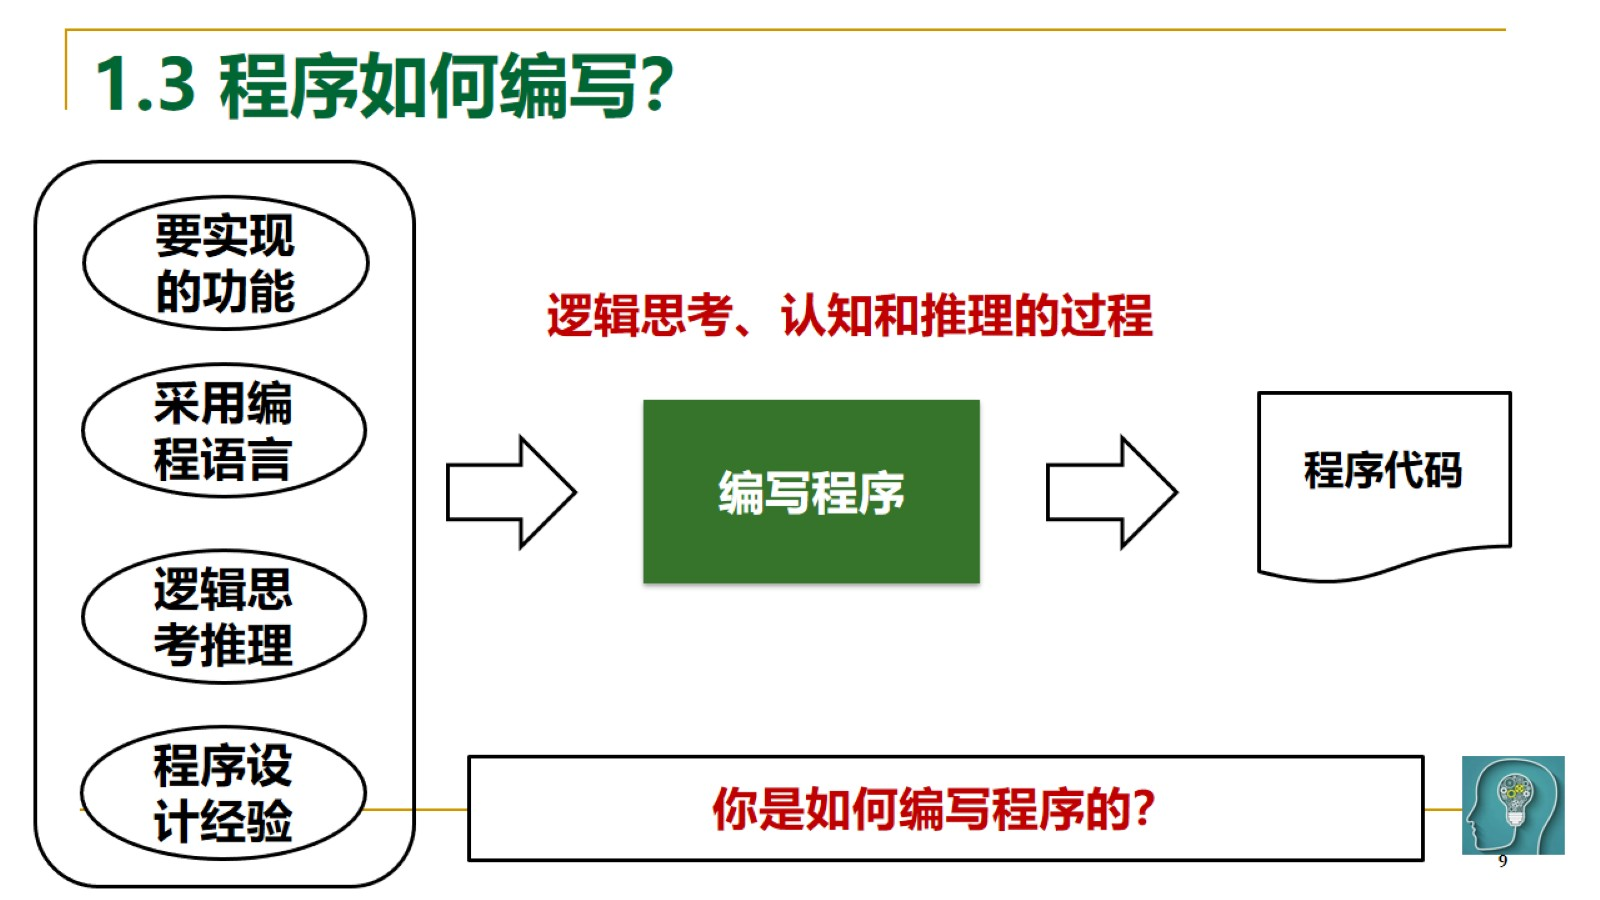 1.3 程序如何编写？
要实现
的功能
采用编
程语言
逻辑思
考推理
程序设
计经验
逻辑思考、认知和推理的过程
编写程序
程序代码
你是如何编写程序的？
9